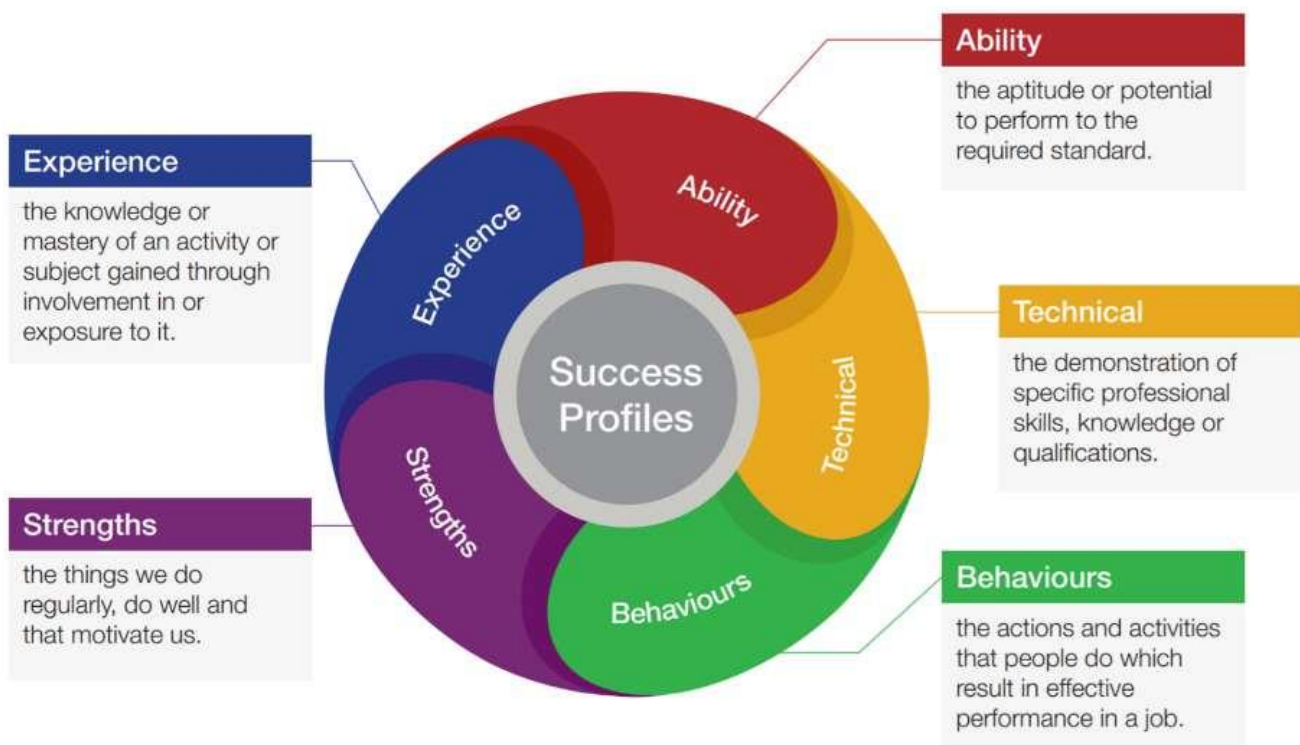 Ability
the aptitude or potential
to perform to the
required standard.
Experience
the knowledge or
mastery of an activity or
subject gained through
involvement in or
exposure to it.
Technical
the demonstration of
specific professional
skills, knowledge or
qualifications.
Strengths
the things we do
regularly, do well and
that motivate us.
Behaviours
the actions and activities
that people do which
result in effective
performance in a job.
Ability
Experience
Technical
Strengths
Behaviours
Success
Profiles